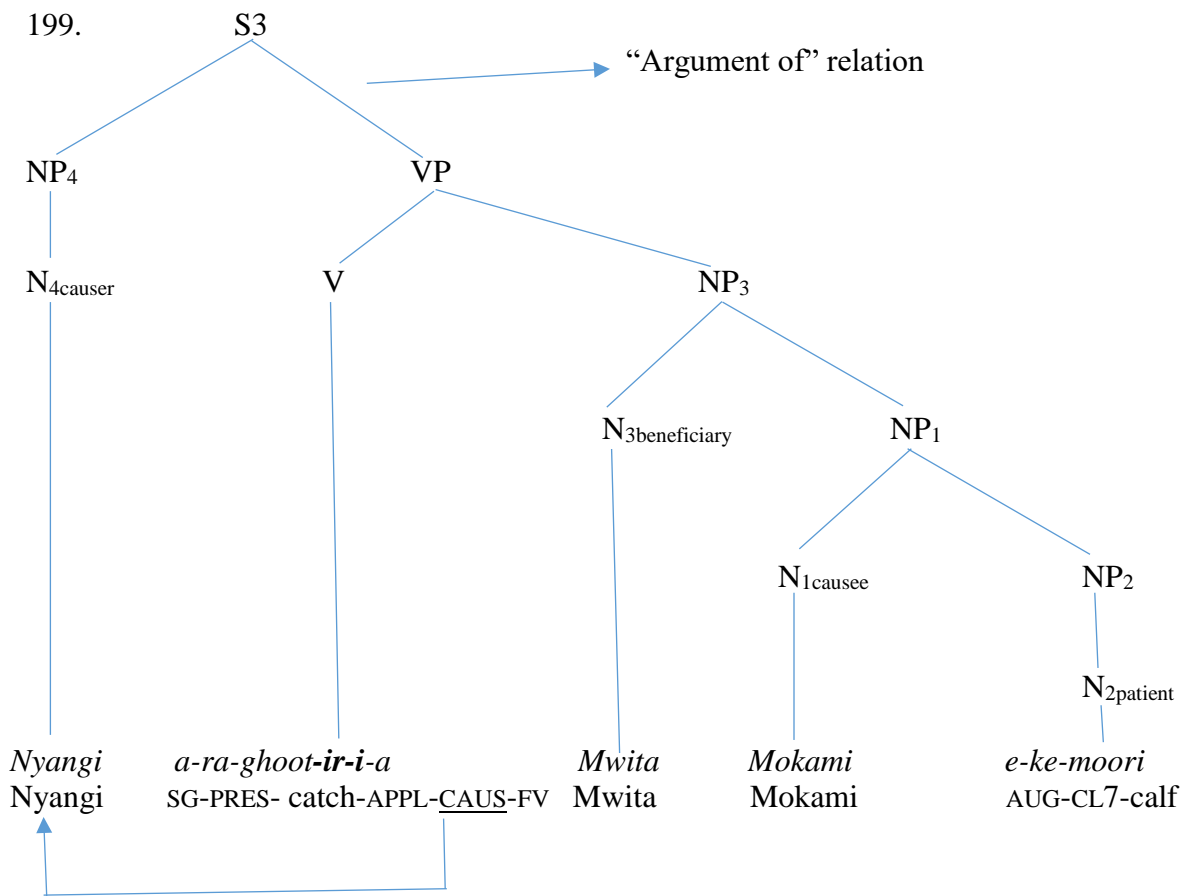 199. S3
“Argument of” relation
NP4 VP
N4causer V NP3
N3beneficiary NP1
N1causee NP2
N2patient
Nyangi a-ra-ghoot-ir-i-a Mwita Mokami e-ke-moori
Nyangi SG-PRES- catch-APPL-CAUS-FV Mwita Mokami AUG-CL7-calf